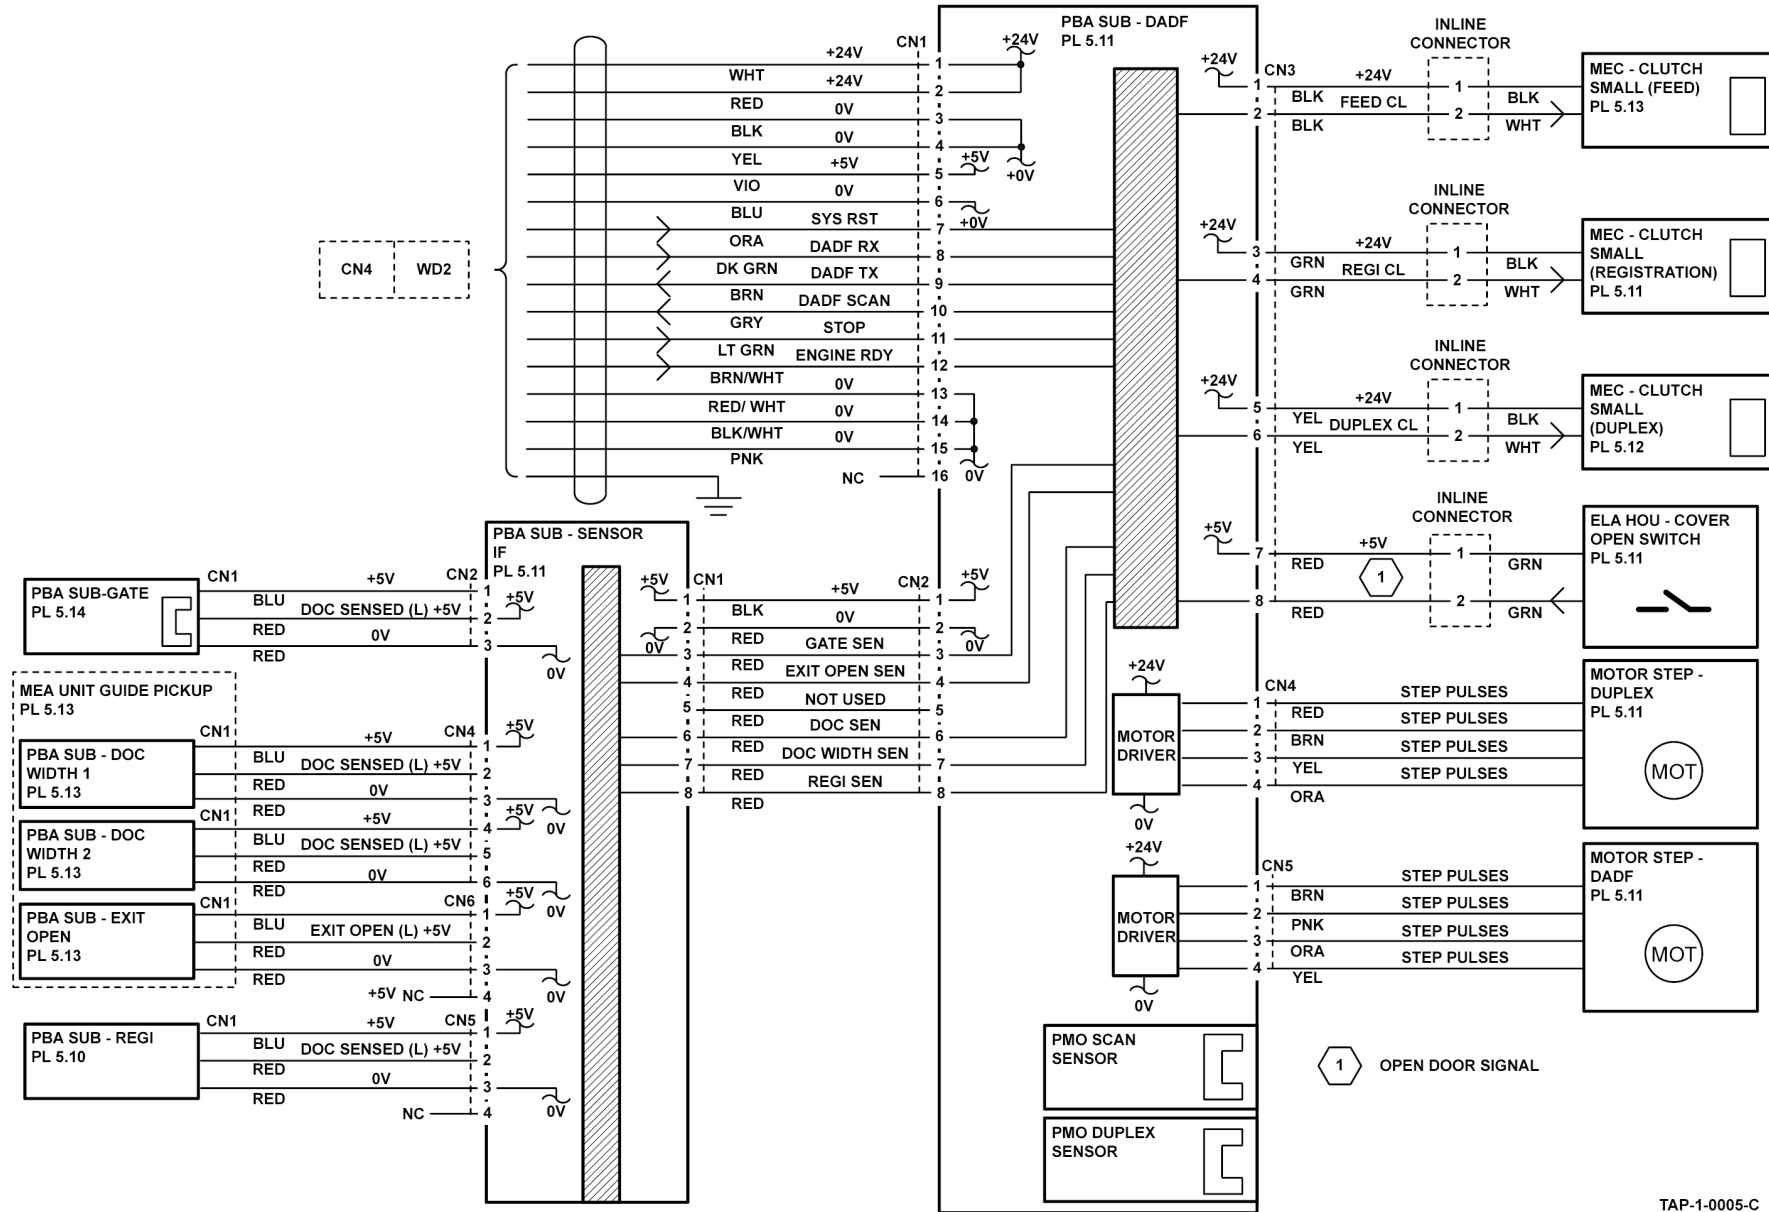 PBA SUB - DADF
PL 5.11
CN4
WD2
CN1
+24V
+24V
1
WHT
+24V
2
RED
0V
3
BLK
0V
4
YEL
+5V
5
+5V
+0V
VIO
0V
6
+0V
BLU
SYS RST
7
ORA
DADF RX
8
DK GRN
DADF TX
9
BRN
DADF SCAN
10
GRY
STOP
11
LT GRN
ENGINE RDY
12
BRN/WHT
0V
13
RED/ WHT
0V
14
BLK/WHT
0V
15
PNK
NC
16
0V
INLINE
CONNECTOR
+24V
CN3
1
+24V
1
BLK
BLK
2
FEED CL
2
BLK
WHT
MEC - CLUTCH
SMALL (FEED)
PL 5.13
INLINE
CONNECTOR
+24V
3
+24V
1
GRN
BLK
4
REGI CL
2
GRN
WHT
MEC - CLUTCH
SMALL
(REGISTRATION)
PL 5.11
INLINE
CONNECTOR
+24V
5
+24V
1
YEL
BLK
6
DUPLEX CL
2
YEL
WHT
MEC - CLUTCH
SMALL
(DUPLEX)
PL 5.12
INLINE
CONNECTOR
+5V
7
+5V
1
RED
1
GRN
8
2
RED
GRN
ELA HOU - COVER
OPEN SWITCH
PL 5.11
PBA SUB - SENSOR
IF
PL 5.11
PBA SUB-GATE
PL 5.14
CN1
+5V
CN2
1
+5V
BLU
DOC SENSED (L) +5V
2
RED
0V
3
RED
0V
MEA UNIT GUIDE PICKUP
PL 5.13
PBA SUB - DOC
WIDTH 1
PL 5.13
CN1
+5V
CN4
1
+5V
BLU
DOC SENSED (L) +5V
2
RED
0V
3
RED
0V
PBA SUB - DOC
WIDTH 2
PL 5.13
CN1
+5V
4
+5V
BLU
DOC SENSED (L) +5V
5
RED
0V
6
RED
0V
PBA SUB - EXIT
OPEN
PL 5.13
CN1
CN6
1
+5V
BLU
EXIT OPEN (L) +5V
2
RED
0V
3
RED
0V
+5V
NC
4
PBA SUB - REGI
PL 5.10
CN1
+5V
CN5
1
+5V
BLU
DOC SENSED (L) +5V
2
RED
0V
3
RED
0V
NC
4
+5V
CN1
1
+5V
CN2
1
+5V
BLK
0V
2
0V
2
0V
RED
GATE SEN
3
3
RED
EXIT OPEN SEN
4
4
RED
NOT USED
5
5
RED
DOC SEN
6
6
RED
DOC WIDTH SEN
7
7
RED
REGI SEN
8
8
RED
+24V
MOTOR
DRIVER
0V
CN4
1
STEP PULSES
RED
2
STEP PULSES
BRN
3
STEP PULSES
YEL
4
STEP PULSES
ORA
MOTOR STEP -
DUPLEX
PL 5.11
MOT
+24V
MOTOR
DRIVER
0V
CN5
1
STEP PULSES
BRN
2
STEP PULSES
PNK
3
STEP PULSES
ORA
4
STEP PULSES
YEL
MOTOR STEP -
DADF
PL 5.11
MOT
PMO SCAN
SENSOR
PMO DUPLEX
SENSOR
1
OPEN DOOR SIGNAL
TAP-1-0005-C